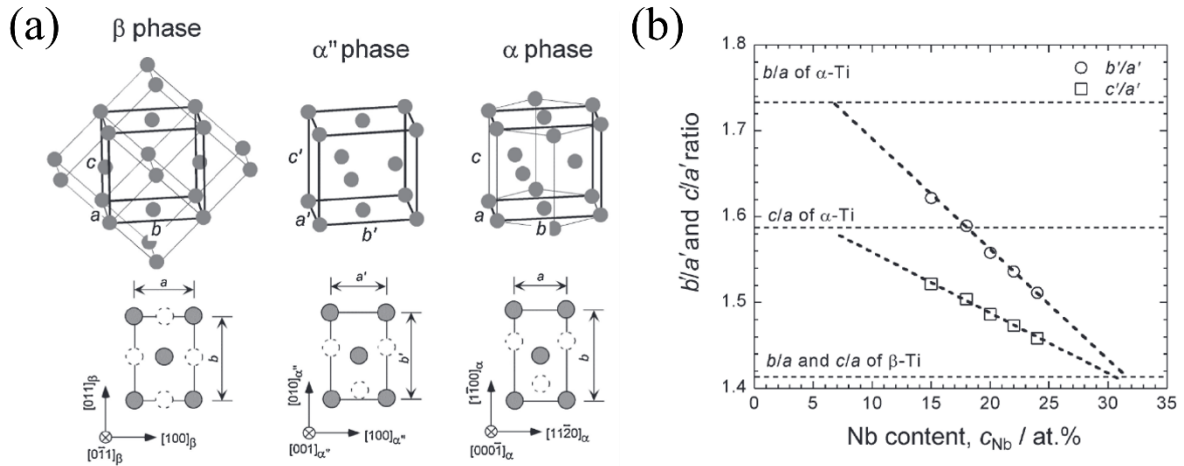 (a)
β phase
α" phase
α phase
c
a
b
c'
a'
b'
c
a
b
a
b
[011]β
[100]β
[01̄1]β
a'
b'
[010]α"
[100]α"
[001]α"
a
b
[11̄00]α
[112̄0]α
[0001̄]α
(b)
1.8
1.7
1.6
1.5
1.4
b'/a' and c'/a' ratio
b/a of α-Ti
b'/a'
c'/a'
c/a of α-Ti
b/a and c/a of β-Ti
0 5 10 15 20 25 30 35
Nb content, cNb / at.%